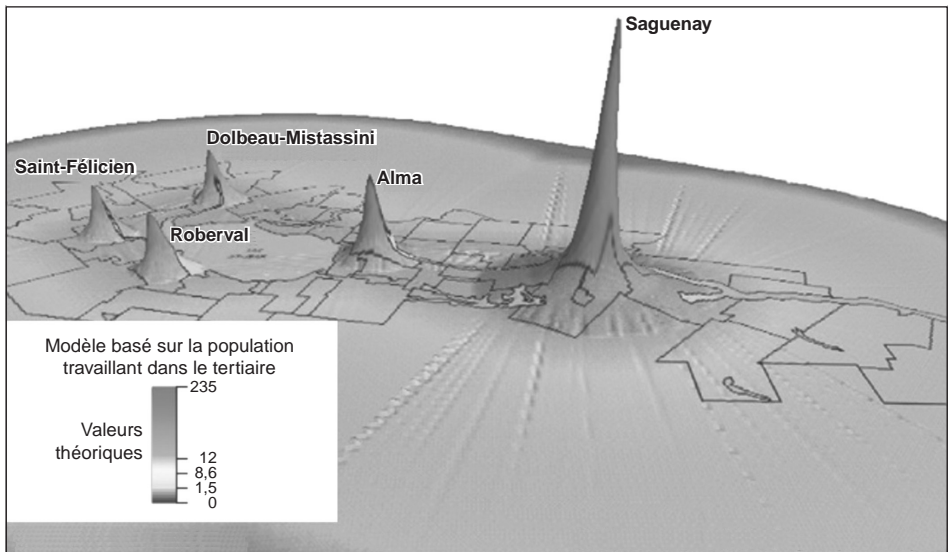 Saguenay
Dolbeau-Mistassini
Saint-Félicien
Alma
Roberval
Modèle basé sur la population
travaillant dans le tertiaire
235
Valeurs
théoriques
12
8,6
1,5
0